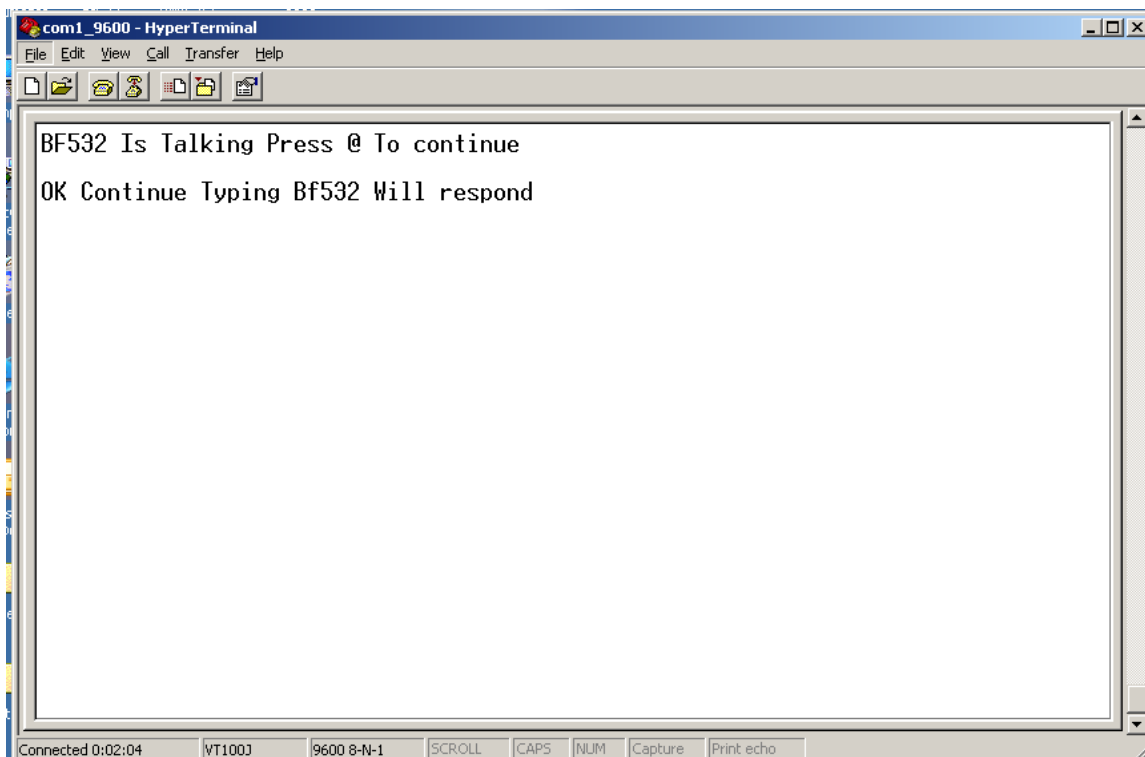 com1_9600 - HyperTerminal
File Edit View Call Transfer Help
BF532 Is Talking Press @ To continue
OK Continue Typing Bf532 Will respond
Connected 0:02:04 VT100J 9600 8-N-1 SCROLL CAPS NUM Capture Print echo